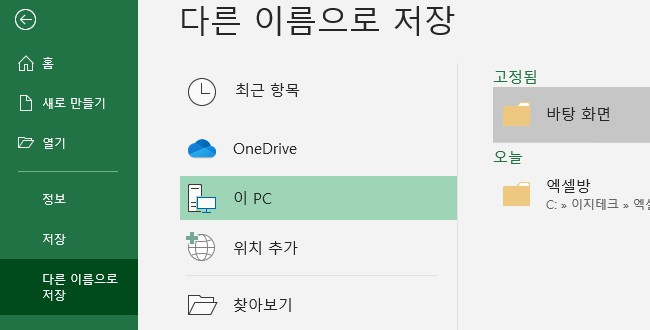 다른 이름으로 저장
홈
새로 만들기
열기
정보
저장
다른 이름으로
저장
최근 항목
OneDrive
이 PC
위치 추가
찾아보기
고정됨
바탕 화면
오늘
엑셀방
C: » 이지테크 » 엑셀